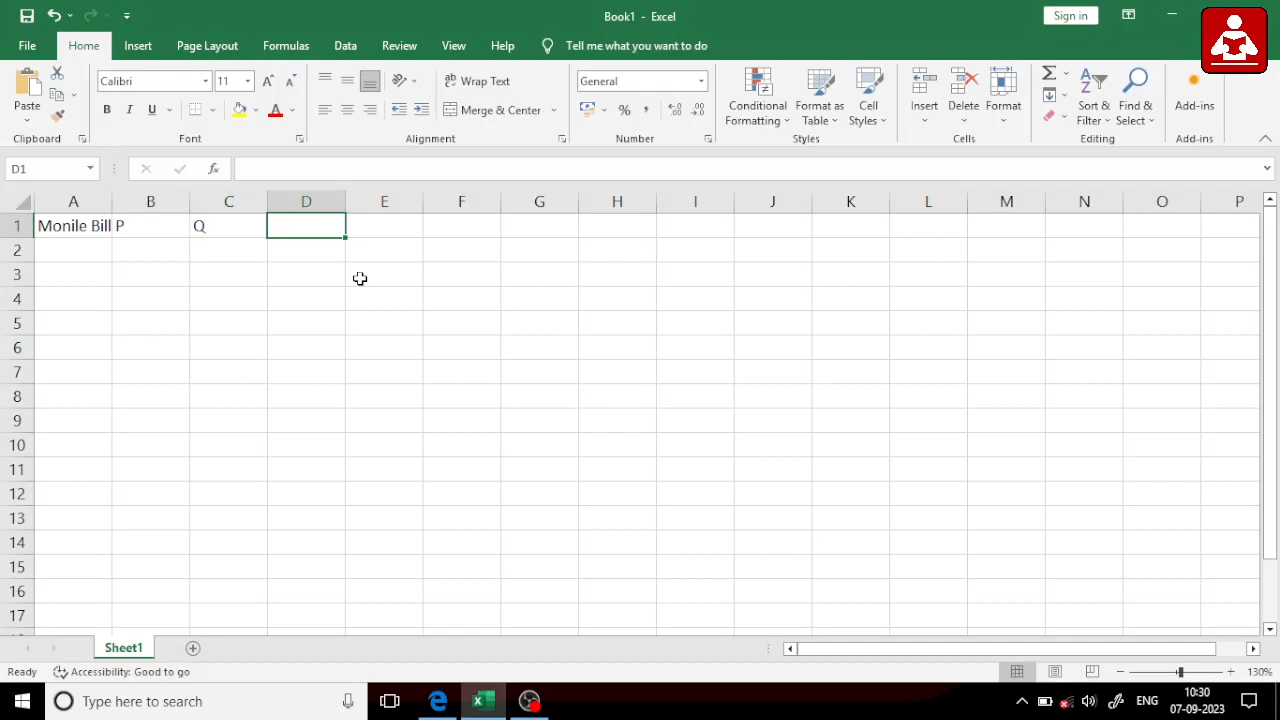 Book1 - Excel
Sign in
File Home Insert Page Layout Formulas Data Review View Help Tell me what you want to do
Paste
Calibri 11
Wrap Text
General
Conditional Formatting
Format as Table
Cell Styles
Insert
Delete
Format
Sort & Filter
Find & Select
Add-ins
B I U A
Merge & Center
%
Clipboard Font Alignment Number Styles Cells Editing Add-ins
D1 fx
A B C D E F G H I J K L M N O P
1 Monile Bill P Q
2
3
4
5
6
7
8
9
10
11
12
13
14
15
16
17
Sheet1
Ready Accessibility: Good to go 130%
Type here to search ENG 10:30
07-09-2023